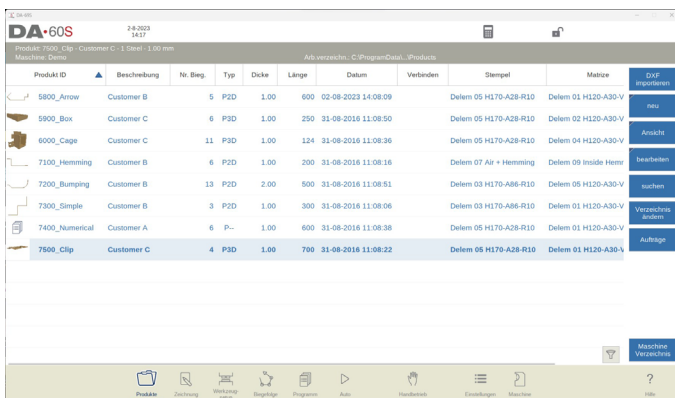 DA-60S
DA•60S
2-8-2023
14:17
Produkt: 7500_Clip - Customer C - 1 Steel - 1.00 mm
Maschine: Demo
Arb.verzeichn.: C:\ProgramData\...\Products
Produkt ID Beschreibung Nr. Bieg. Typ Dicke Länge Datum Verbinden Stempel Matrize
5800_Arrow Customer B 5 P2D 1.00 600 02-08-2023 14:08:09 Delem 05 H170-A28-R10 Delem 01 H120-A30-V
5900_Box Customer C 6 P3D 1.00 250 31-08-2016 11:08:50 Delem 05 H170-A28-R10 Delem 02 H120-A30-V
6000_Cage Customer C 11 P3D 1.00 124 31-08-2016 11:08:36 Delem 05 H170-A28-R10 Delem 04 H120-A30-V
7100_Hemming Customer B 6 P2D 1.00 200 31-08-2016 11:08:16 Delem 07 Air + Hemming Delem 09 Inside Hemr
7200_Bumping Customer B 13 P2D 2.00 500 31-08-2016 11:08:51 Delem 03 H170-A86-R10 Delem 05 H120-A30-V
7300_Simple Customer B 3 P2D 1.00 300 31-08-2016 11:08:06 Delem 03 H170-A86-R10 Delem 01 H120-A30-V
7400_Numerical Customer A 6 P-- 1.00 600 31-08-2016 11:08:38 Delem 05 H170-A28-R10 Delem 01 H120-A30-V
7500_Clip Customer C 4 P3D 1.00 700 31-08-2016 11:08:22 Delem 05 H170-A28-R10 Delem 01 H120-A30-V
DXF
importieren
neu
Ansicht
bearbeiten
suchen
Verzeichnis
ändern
Aufträge
Maschine
Verzeichnis
Produkte Zeichnung Werkzeug- Biegefolge Programm Auto Handbetrieb Einstellungen Maschine Hilfe